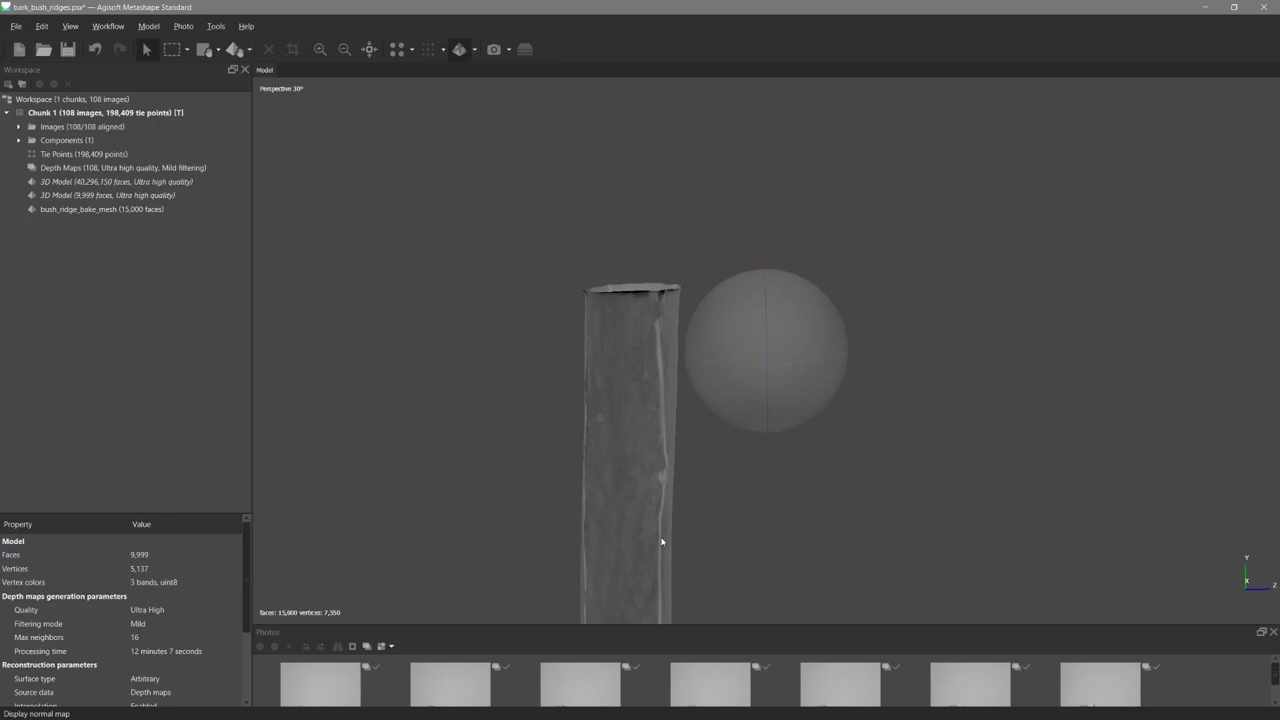 bark_bush_ridges.psx* — Agisoft Metashape Standard
File Edit View Workflow Model Photo Tools Help
Workspace
Model
Perspective 30°
Workspace (1 chunks, 108 images)
Chunk 1 (108 images, 198,409 tie points) [T]
Images (108/108 aligned)
Components (1)
Tie Points (198,409 points)
Depth Maps (108, Ultra high quality, Mild filtering)
3D Model (40,296,150 faces, Ultra high quality)
3D Model (9,999 faces, Ultra high quality)
bush_ridge_bake_mesh (15,000 faces)
Property Value
Model
Faces 9,999
Vertices 5,137
Vertex colors 3 bands, uint8
Depth maps generation parameters
Quality Ultra High
Filtering mode Mild
Max neighbors 16
Processing time 12 minutes 7 seconds
Reconstruction parameters
Surface type Arbitrary
Source data Depth maps
Interpolation Enabled
Y
X
Z
faces: 15,000 vertices: 7,550
Photos
Display normal map